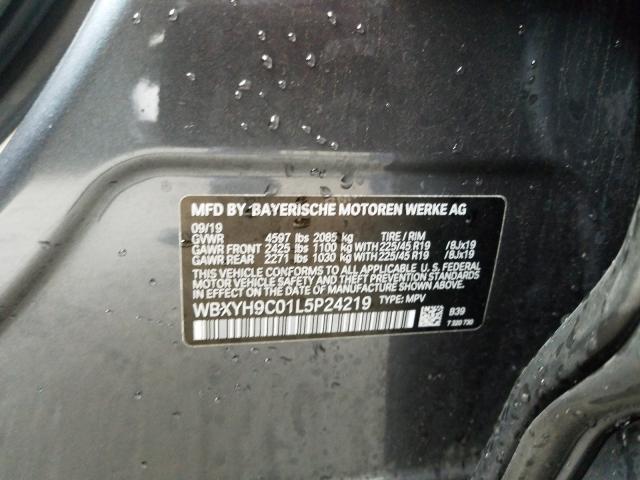 MFD BY BAYERISCHE MOTOREN WERKE AG
09/19
GVWR 4597 lbs 2085 kg TIRE / RIM
GAWR FRONT 2425 lbs 1100 kg WITH 225/45 R19 /8Jx19
GAWR REAR 2271 lbs 1030 kg WITH 225/45 R19 /8Jx19
THIS VEHICLE CONFORMS TO ALL APPLICABLE U. S. FEDERAL
MOTOR VEHICLE SAFETY AND THEFT PREVENTION STANDARDS
IN EFFECT ON THE DATE OF MANUFACTURE SHOWN ABOVE.
WBXYH9C01L5P24219 TYPE: MPV
B39
7 320 730